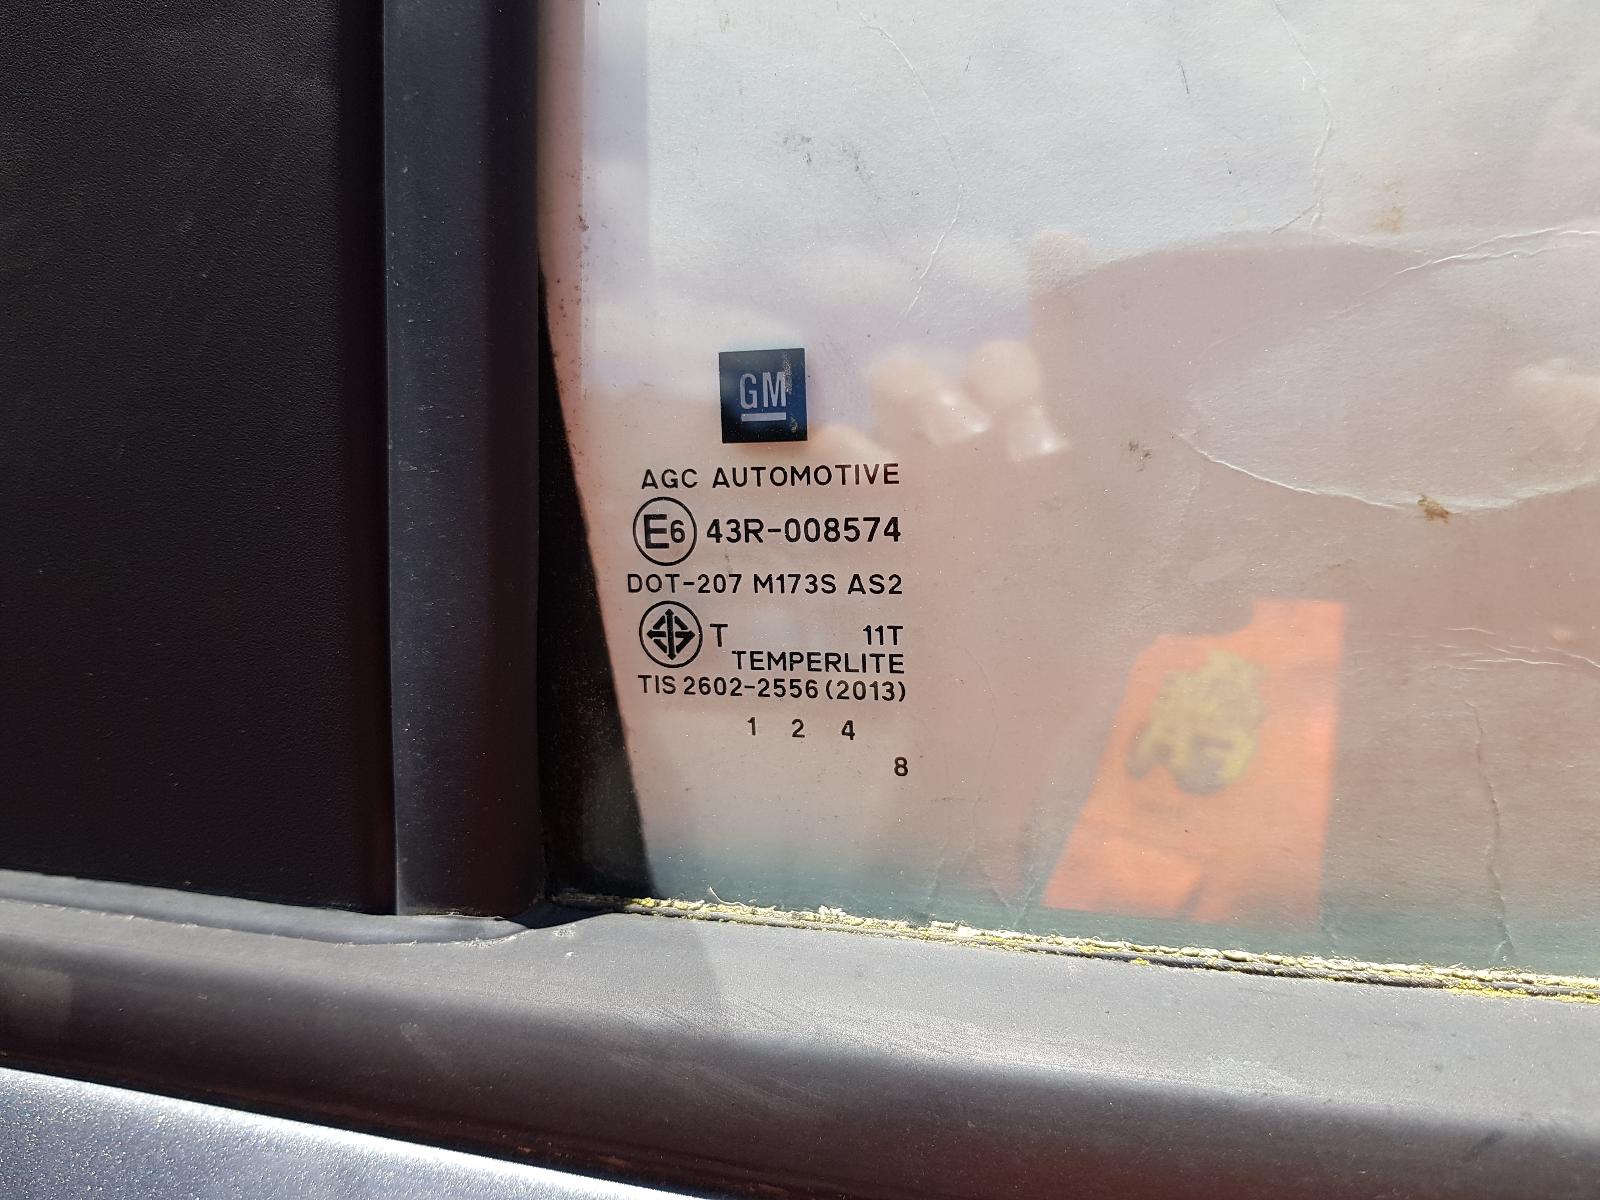 GM
AGC AUTOMOTIVE
E6 43R-008574
DOT-207 M173S AS2
T 11T
TEMPERLITE
TIS 2602-2556 (2013)
1 2 4
8